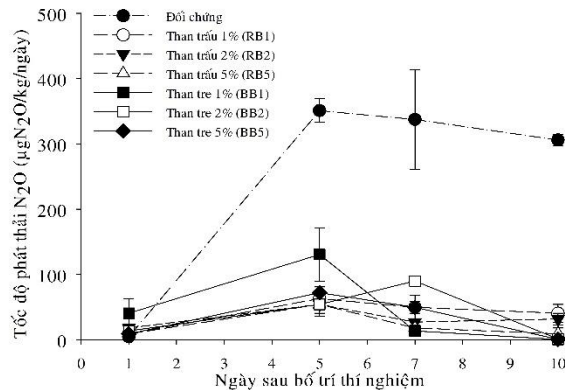 Tốc độ phát thải N2O (µgN2O/kg/ngày)
500
400
300
200
100
0
Đối chứng
Than trấu 1% (RB1)
Than trấu 2% (RB2)
Than trấu 5% (RB5)
Than tre 1% (BB1)
Than tre 2% (BB2)
Than tre 5% (BB5)
0 1 2 3 4 5 6 7 8 9 10
Ngày sau bố trí thí nghiệm